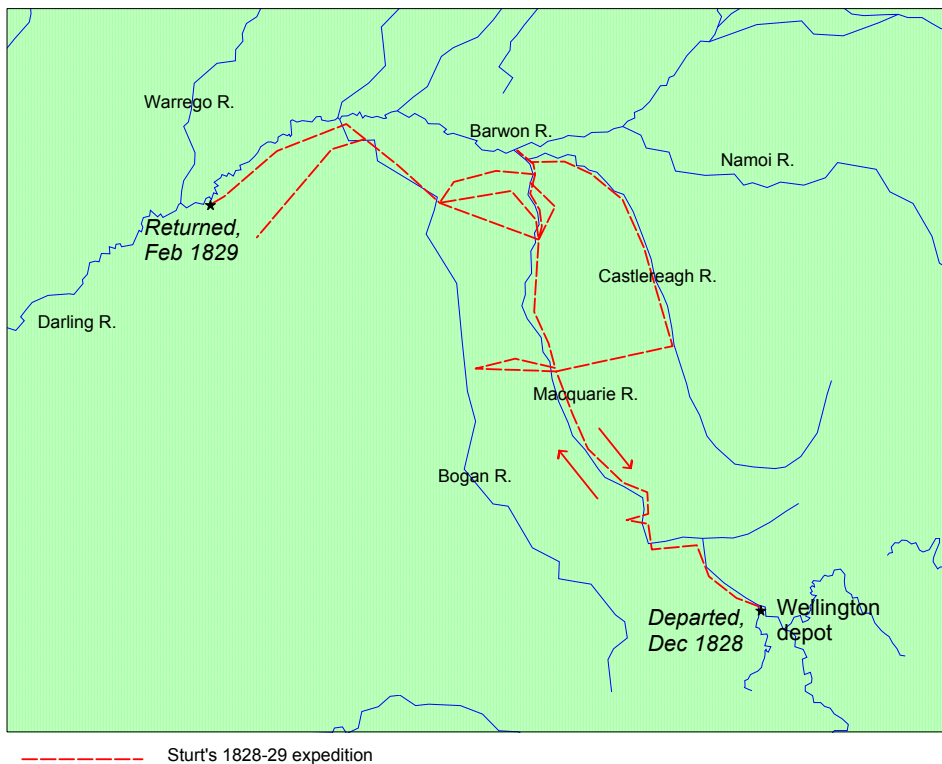 Warrego R.
Barwon R.
Namoi R.
Returned,
Feb 1829
Castlereagh R.
Darling R.
Macquarie R.
Bogan R.
Departed,
Dec 1828
Wellington
depot
Sturt's 1828-29 expedition